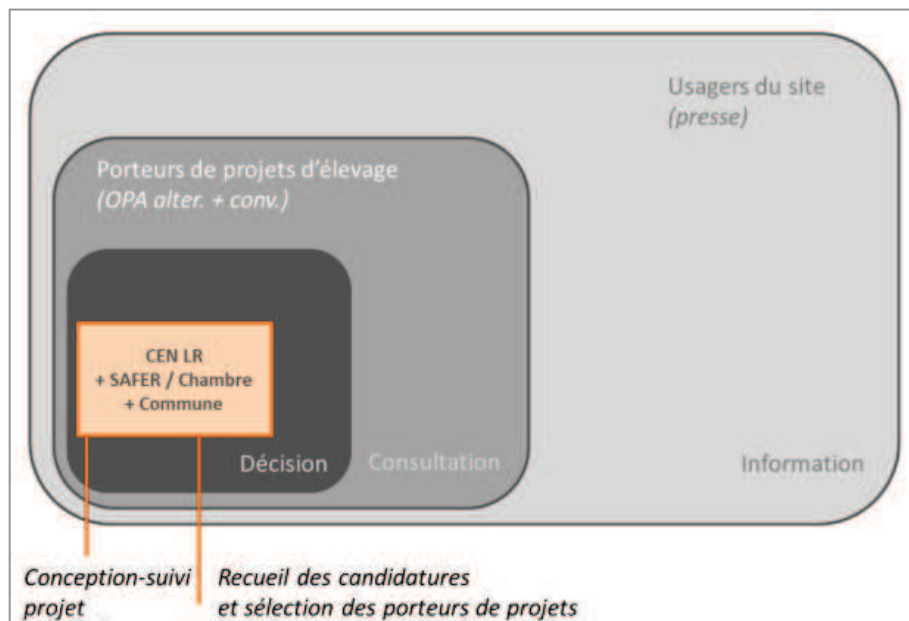 Usagers du site
(presse)
Porteurs de projets d'élevage
(OPA alter. + conv.)
CEN LR
+ SAFER / Chambre
+ Commune
Décision
Consultation
Information
Conception-suivi
projet
Recueil des candidatures
et sélection des porteurs de projets